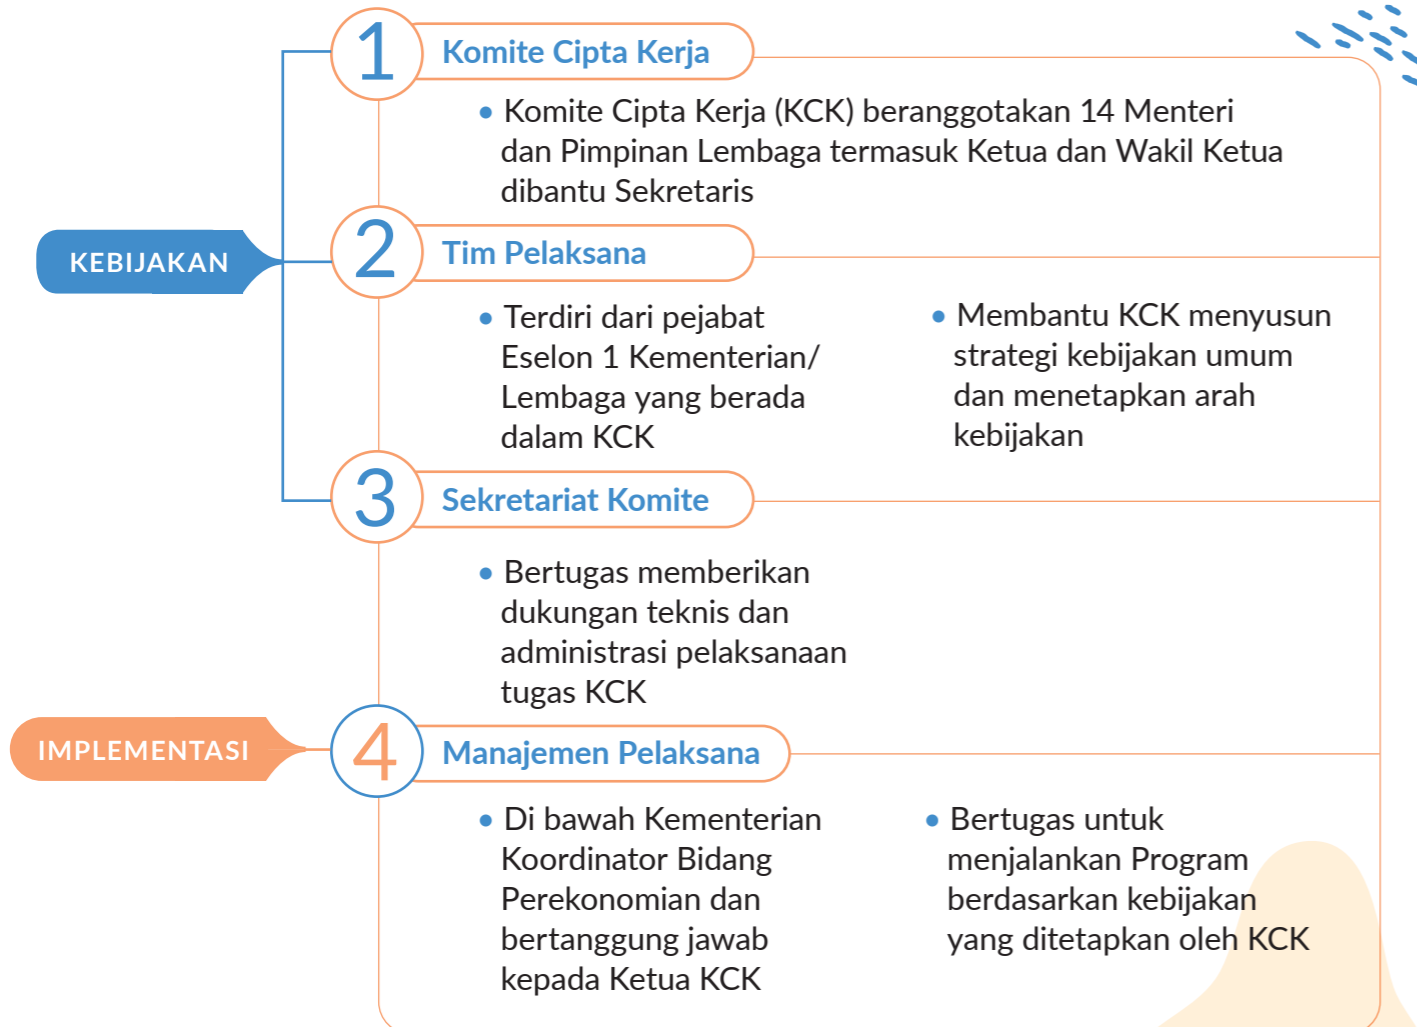 1
Komite Cipta Kerja
• Komite Cipta Kerja (KCK) beranggotakan 14 Menteri
dan Pimpinan Lembaga termasuk Ketua dan Wakil Ketua
dibantu Sekretaris
KEBIJAKAN
2
Tim Pelaksana
• Terdiri dari pejabat
Eselon 1 Kementerian/
Lembaga yang berada
dalam KCK
• Membantu KCK menyusun
strategi kebijakan umum
dan menetapkan arah
kebijakan
3
Sekretariat Komite
• Bertugas memberikan
dukungan teknis dan
administrasi pelaksanaan
tugas KCK
IMPLEMENTASI
4
Manajemen Pelaksana
• Di bawah Kementerian
Koordinator Bidang
Perekonomian dan
bertanggung jawab
kepada Ketua KCK
• Bertugas untuk
menjalankan Program
berdasarkan kebijakan
yang ditetapkan oleh KCK